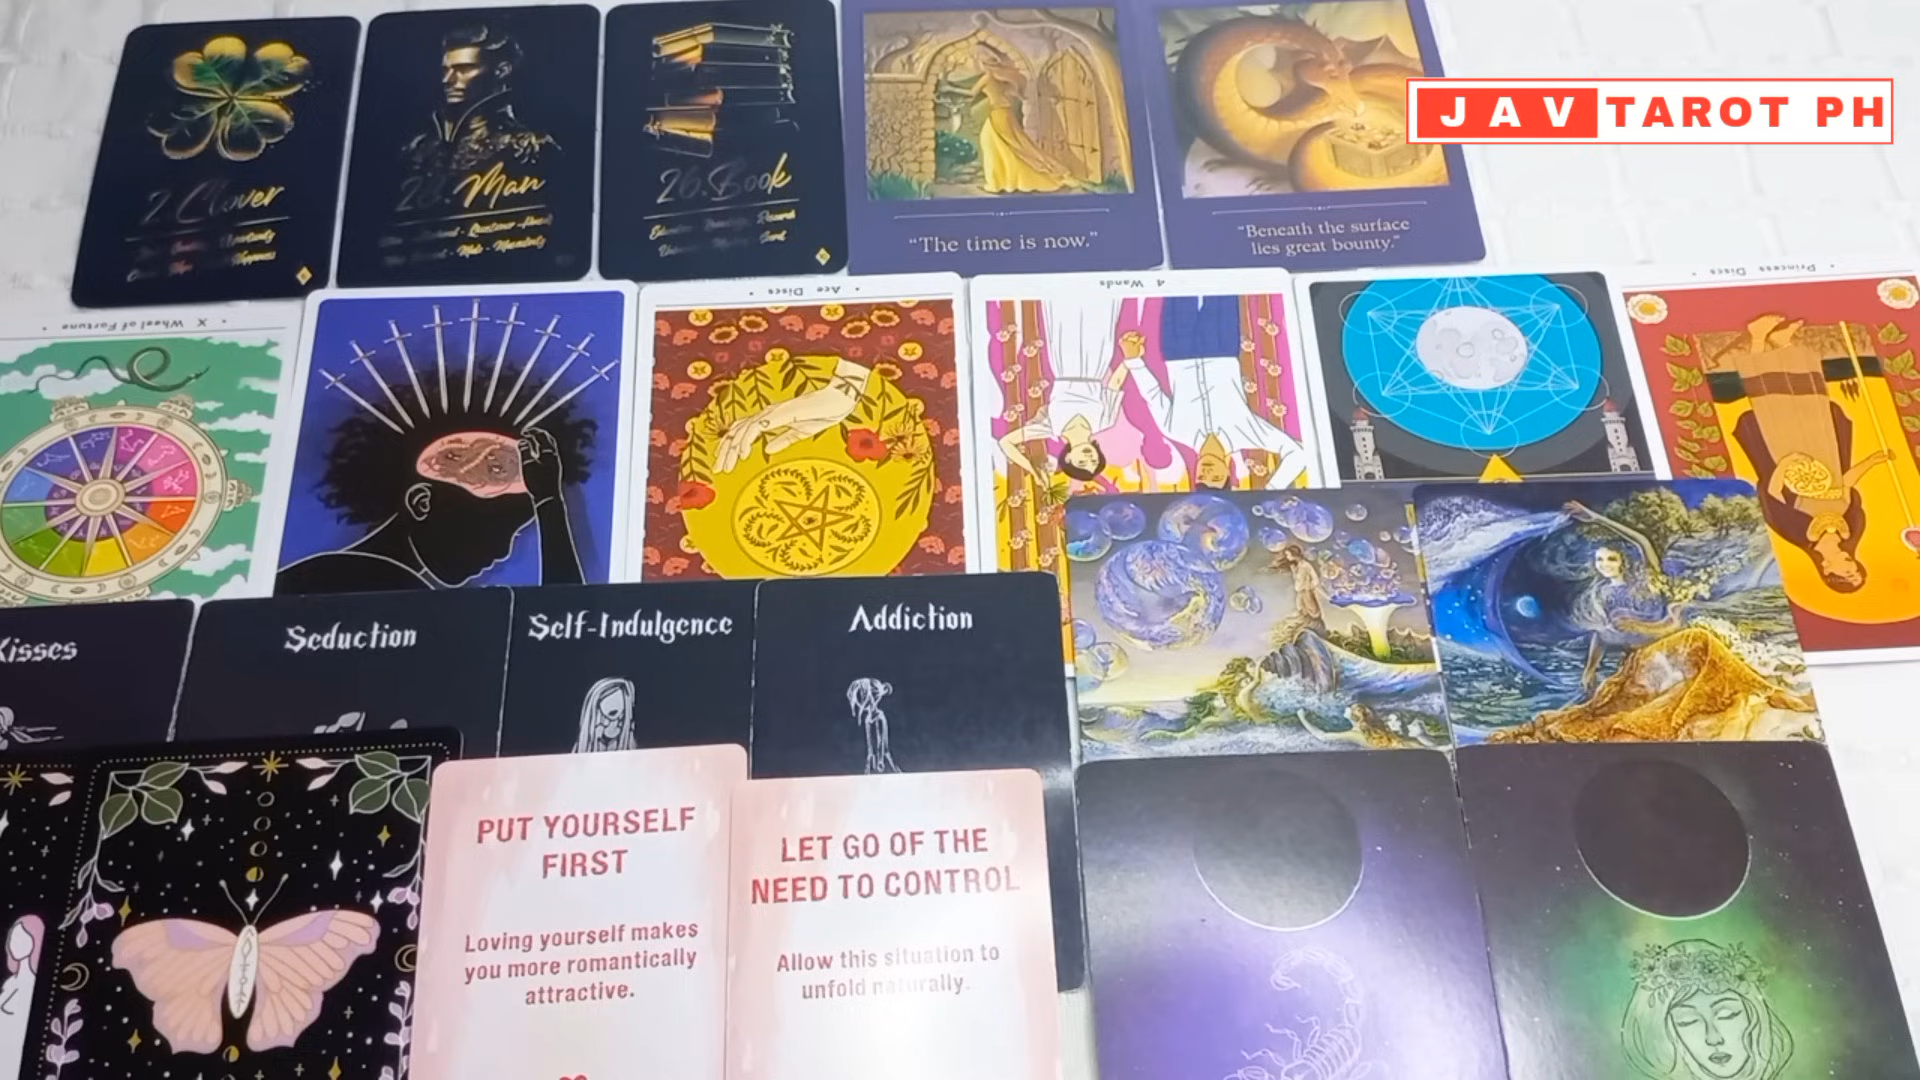 JAV TAROT PH
2. Clover
Man
26. Book
"The time is now."
"Beneath the surface
lies great bounty."
X Wheel of Fortune
Ace Discs
4 Wands
Princess Discs
Kisses
Seduction
Self-Indulgence
Addiction
PUT YOURSELF
FIRST
Loving yourself makes
you more romantically
attractive.
LET GO OF THE
NEED TO CONTROL
Allow this situation to
unfold naturally.